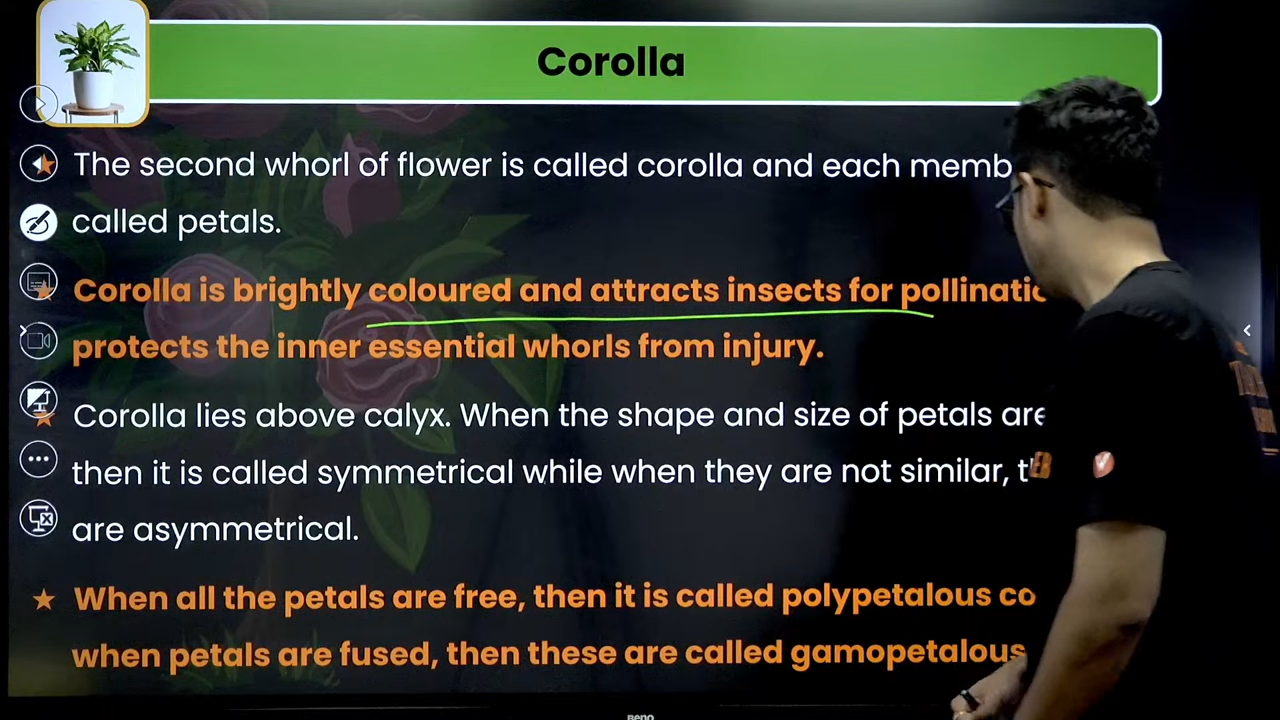 Corolla
The second whorl of flower is called corolla and each memb
called petals.
Corolla is brightly coloured and attracts insects for pollinatio
protects the inner essential whorls from injury.
Corolla lies above calyx. When the shape and size of petals are
then it is called symmetrical while when they are not similar, t
are asymmetrical.
When all the petals are free, then it is called polypetalous co
when petals are fused, then these are called gamopetalous
BenQ